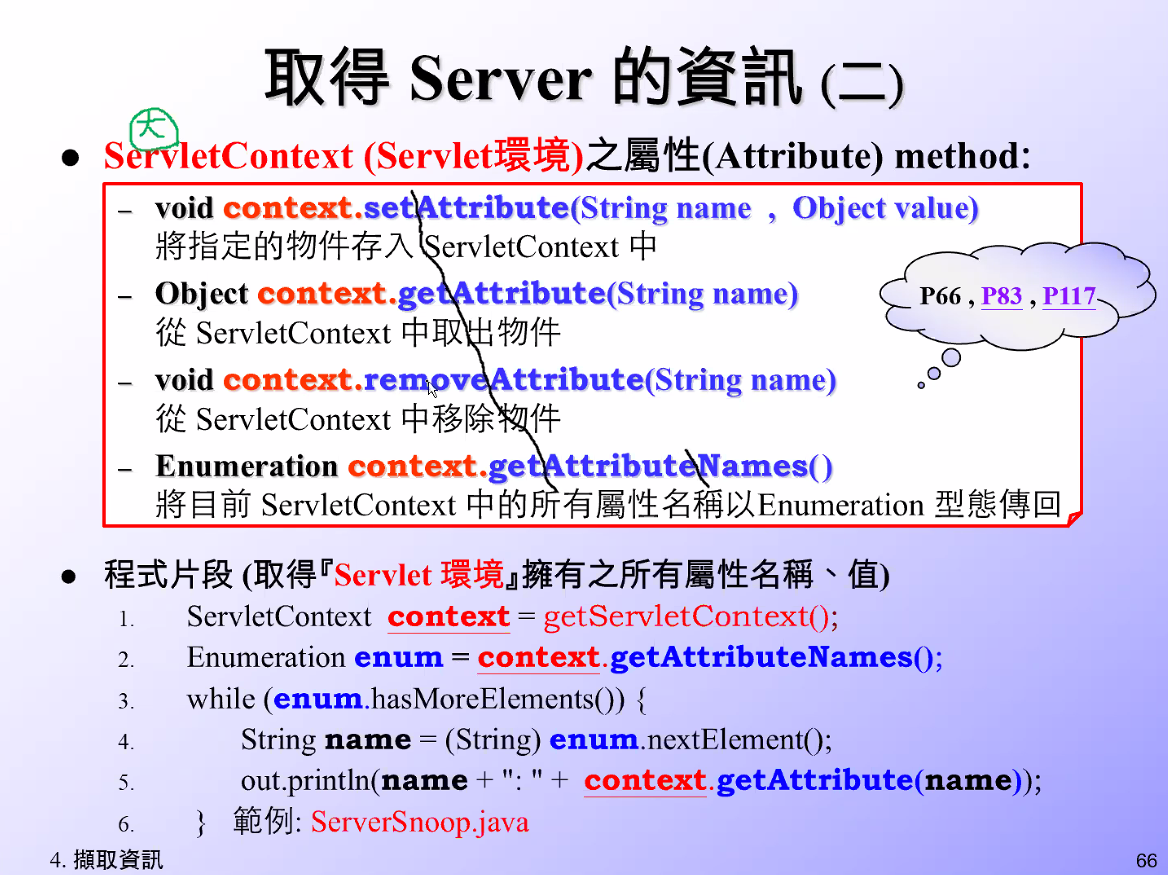 取得 Server 的資訊 (二)
大
● ServletContext (Servlet環境)之屬性(Attribute) method:
– void context.setAttribute(String name , Object value)
將指定的物件存入 ServletContext 中
– Object context.getAttribute(String name)
從 ServletContext 中取出物件
P66 , P83 , P117
– void context.removeAttribute(String name)
從 ServletContext 中移除物件
– Enumeration context.getAttributeNames()
將目前 ServletContext 中的所有屬性名稱以Enumeration 型態傳回
● 程式片段 (取得『Servlet 環境』擁有之所有屬性名稱、值)
1. ServletContext context = getServletContext();
2. Enumeration enum = context.getAttributeNames();
3. while (enum.hasMoreElements()) {
4. String name = (String) enum.nextElement();
5. out.println(name + ": " + context.getAttribute(name));
6. } 範例: ServerSnoop.java
4. 擷取資訊
66